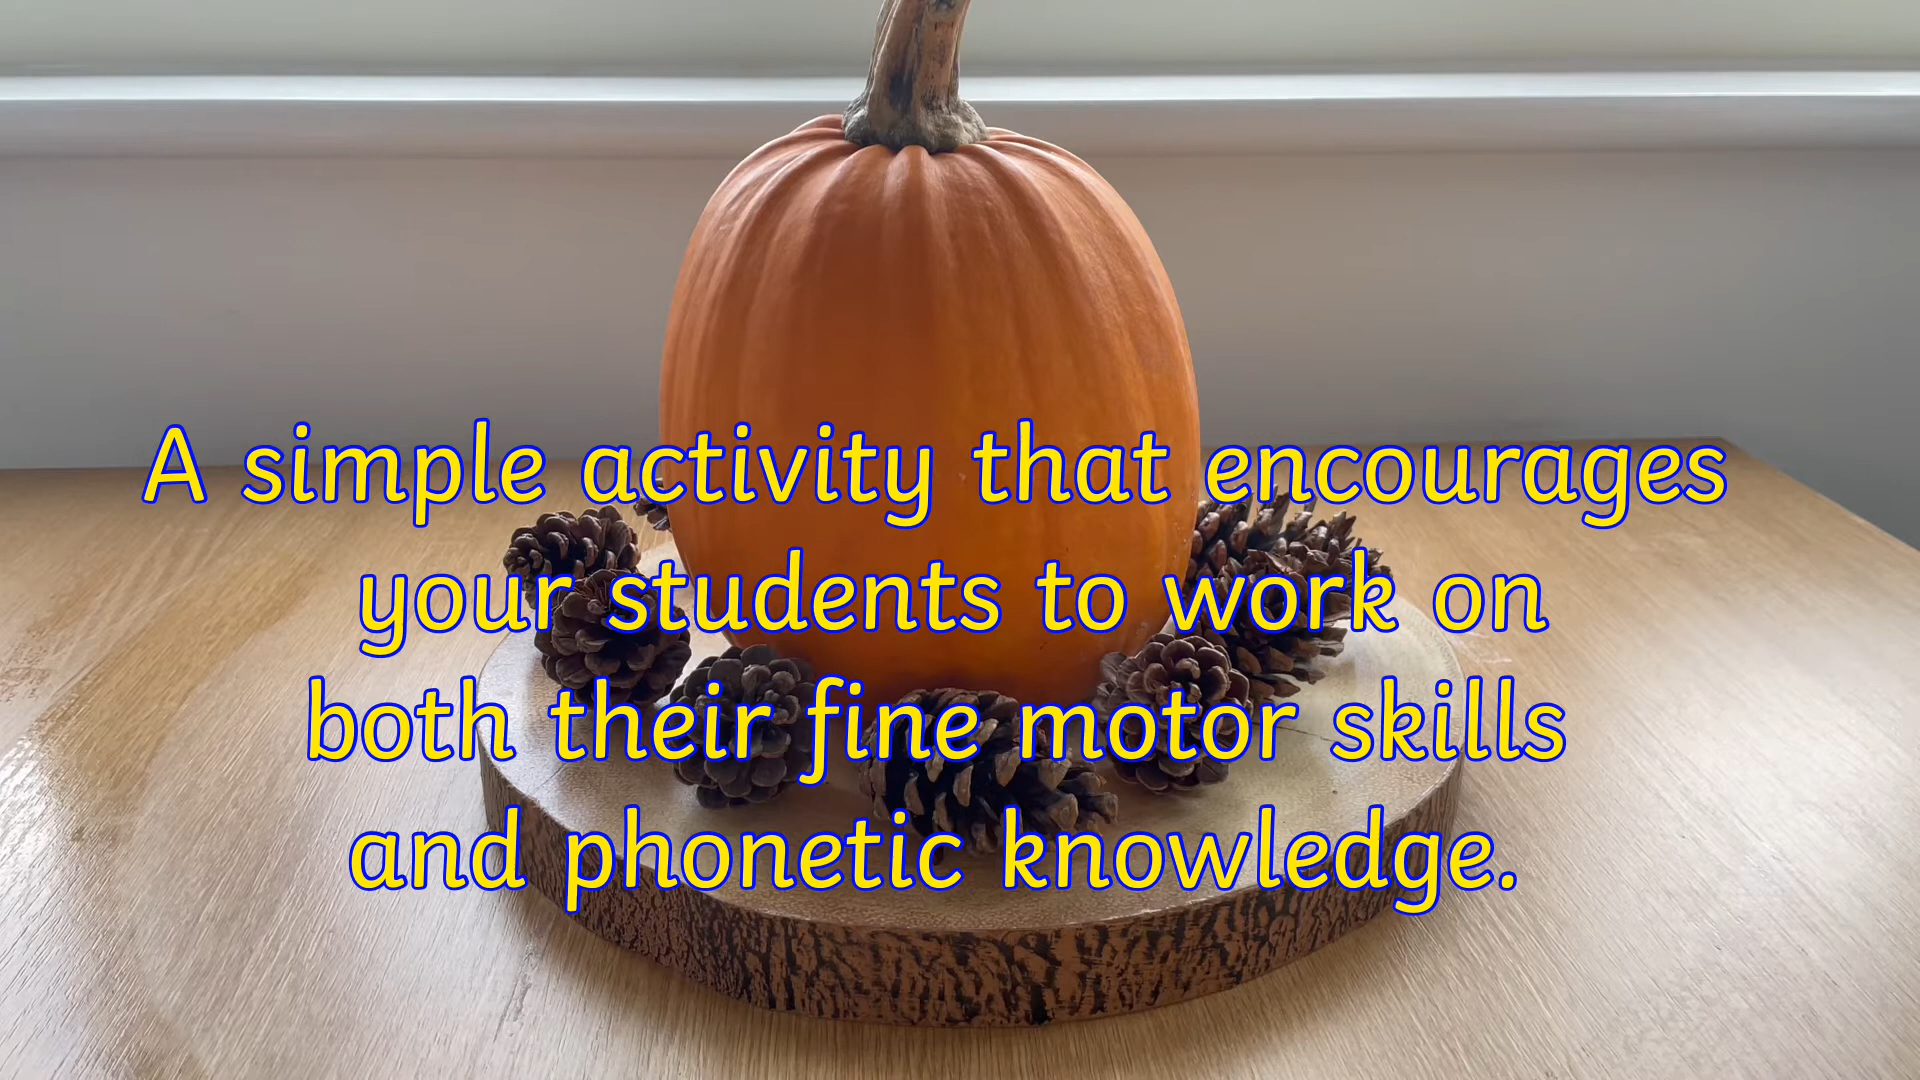 A simple activity that encourages
your students to work on
both their fine motor skills
and phonetic knowledge.